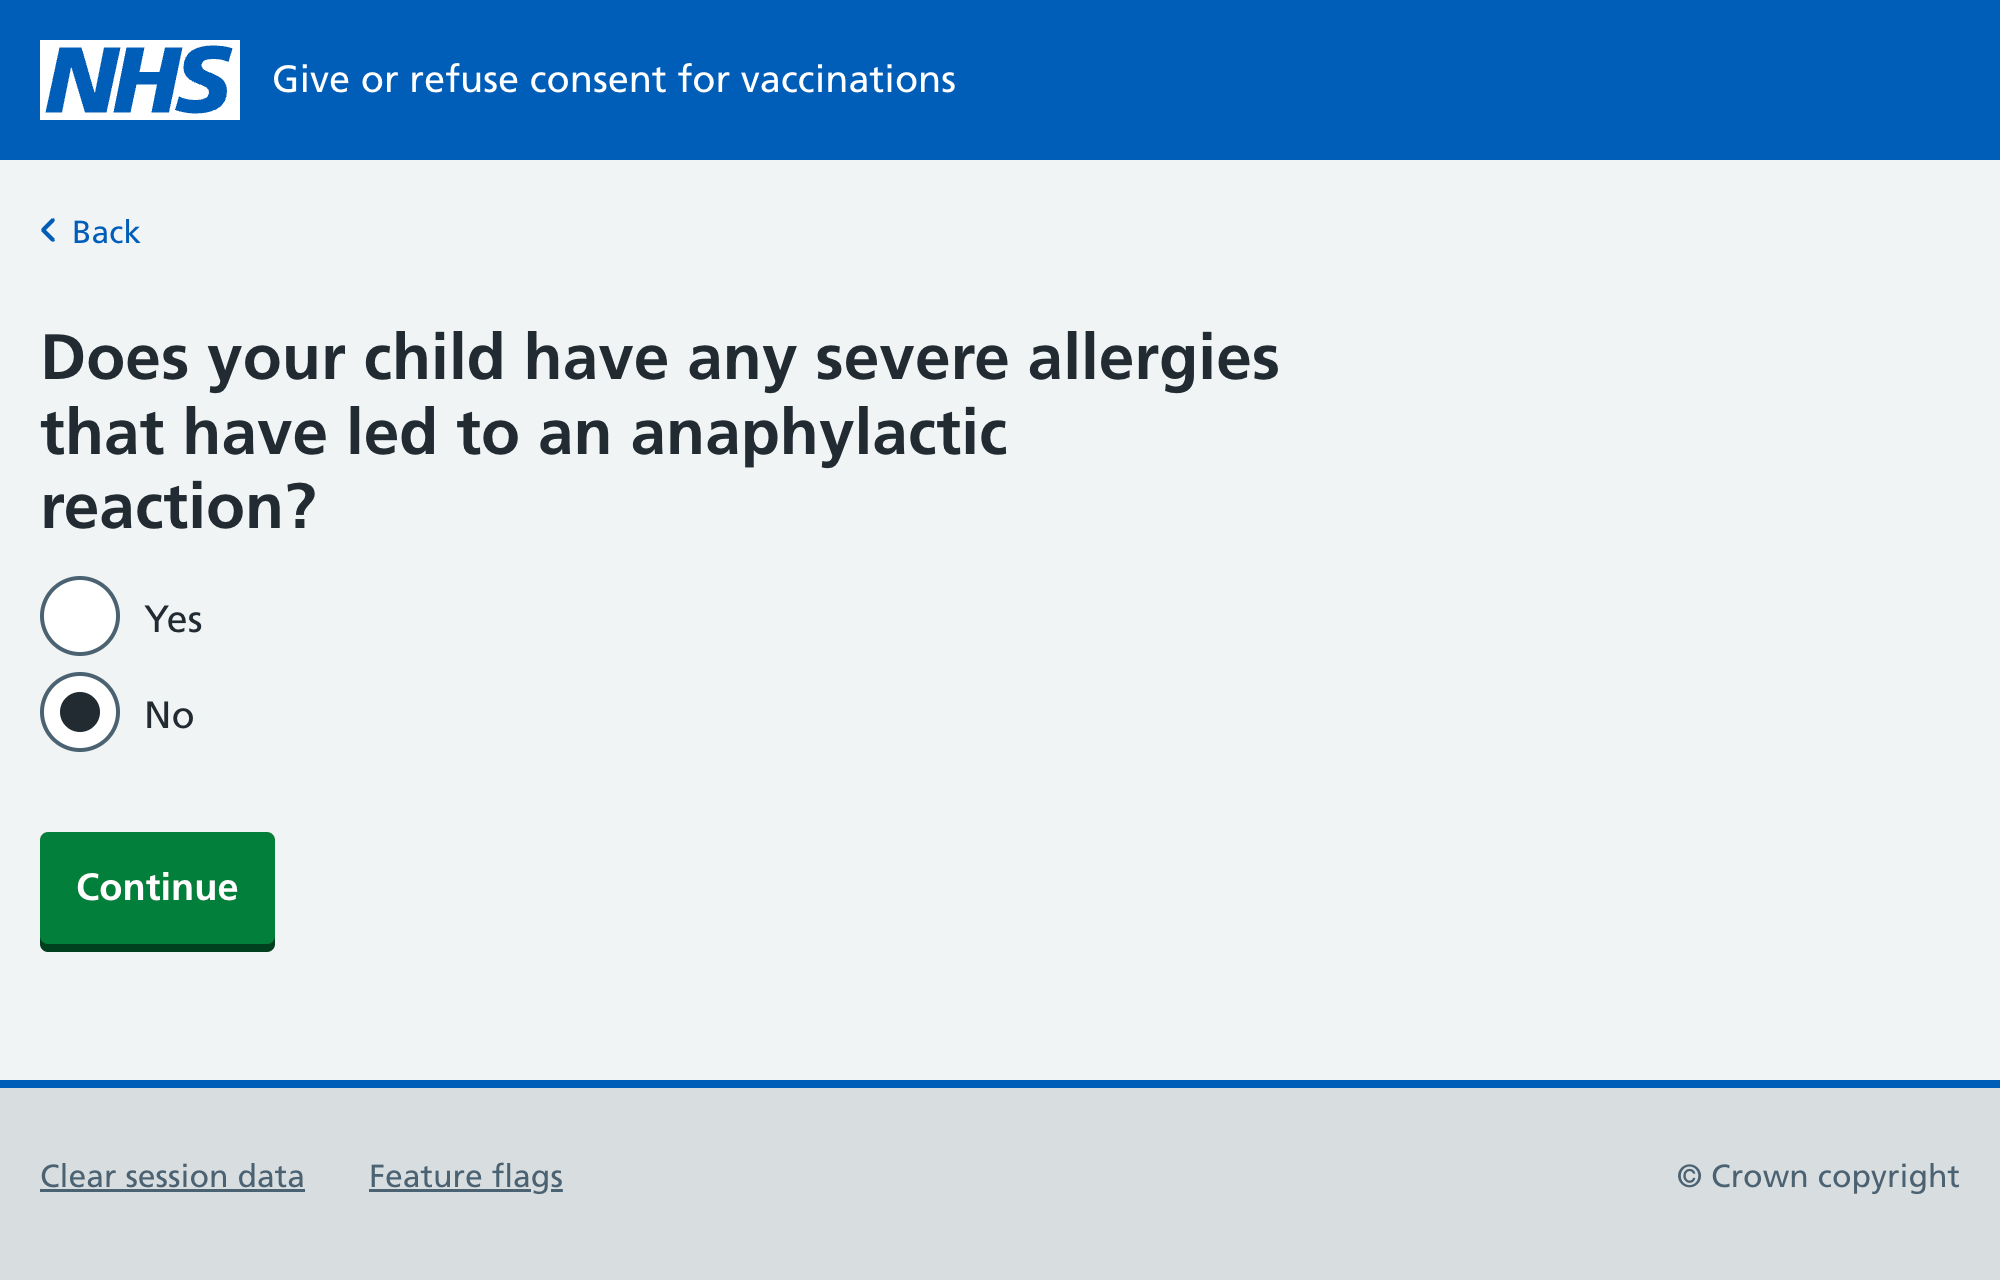 NHS
Give or refuse consent for vaccinations
Back
Does your child have any severe allergies
that have led to an anaphylactic
reaction?
Yes
No
Continue
Clear session data
Feature flags
© Crown copyright